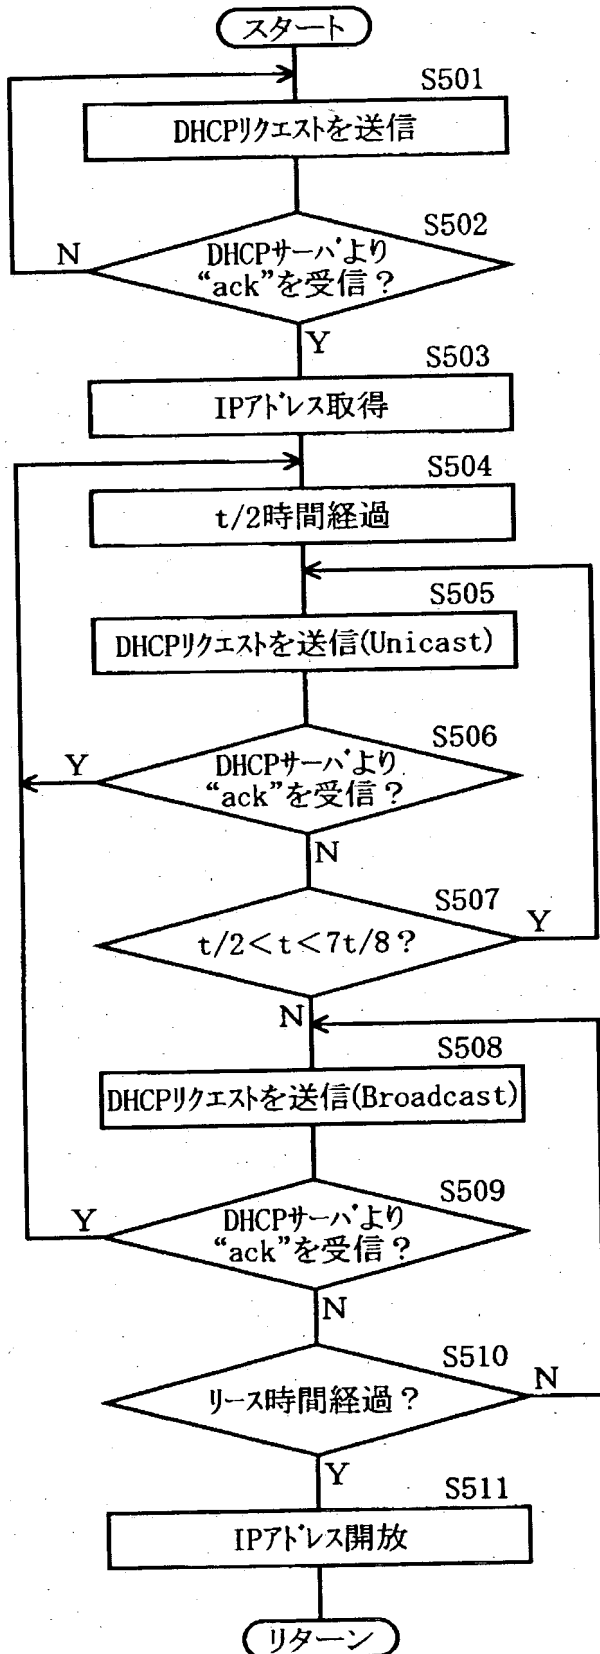 スタート
S501
DHCPリクエストを送信
S502
DHCPサーバより
“ack”を受信?
N
Y
S503
IPアドレス取得
S504
t/2時間経過
S505
DHCPリクエストを送信(Unicast)
S506
DHCPサーバより
“ack”を受信?
Y
N
S507
t/2<t<7t/8?
Y
N
S508
DHCPリクエストを送信(Broadcast)
S509
DHCPサーバより
“ack”を受信?
Y
N
S510
リース時間経過?
N
Y
S511
IPアドレス開放
リターン